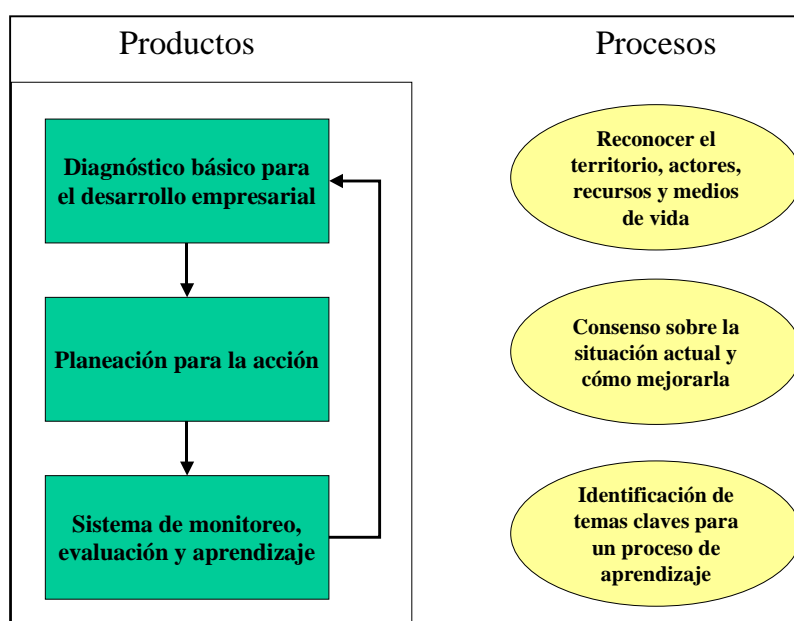 Productos
Procesos
Diagnóstico básico para
el desarrollo empresarial
Reconocer el
territorio, actores,
recursos y medios
de vida
Planeación para la acción
Consenso sobre la
situación actual y
cómo mejorarla
Sistema de monitoreo,
evaluación y aprendizaje
Identificación de
temas claves para
un proceso de
aprendizaje